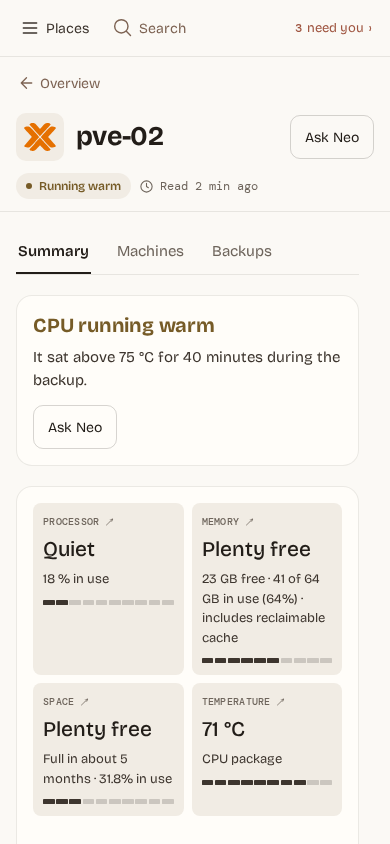 Places
Search
3 need you ›
← Overview
pve-02
Ask Neo
Running warm
Read 2 min ago
Summary
Machines
Backups
CPU running warm
It sat above 75 °C for 40 minutes during the
backup.
Ask Neo
PROCESSOR ↗
Quiet
18 % in use
MEMORY ↗
Plenty free
23 GB free · 41 of 64
GB in use (64%) ·
includes reclaimable
cache
SPACE ↗
Plenty free
Full in about 5
months · 31.8% in use
TEMPERATURE ↗
71 °C
CPU package